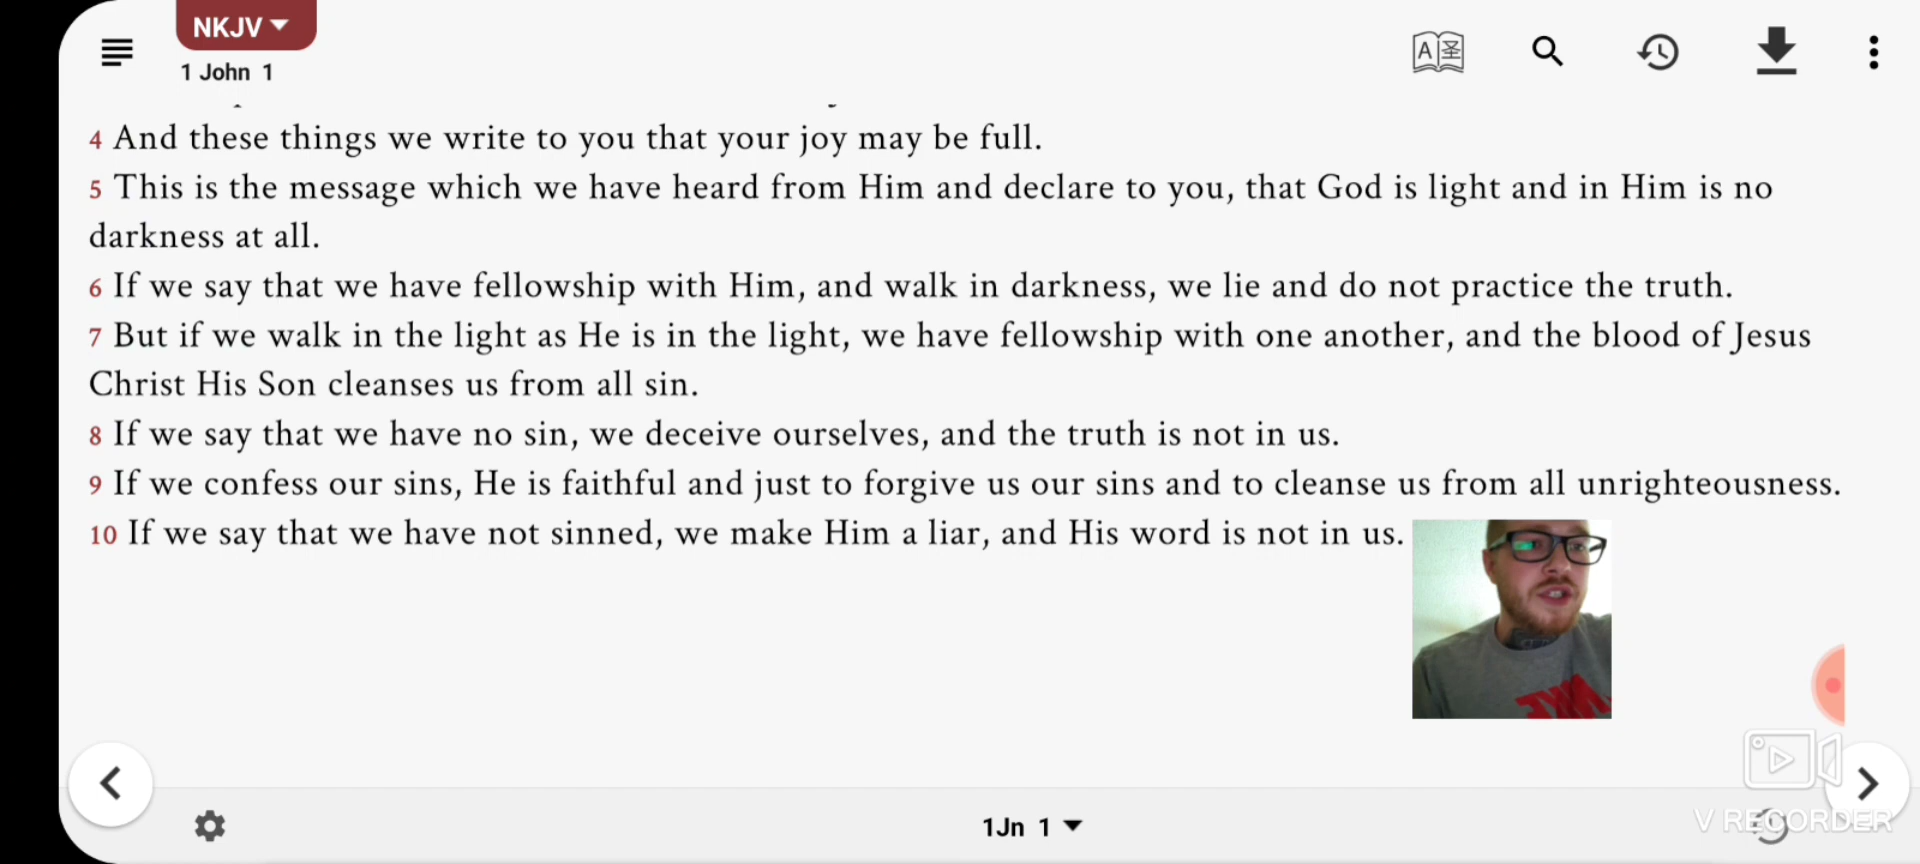 NKJV
1 John 1
A 圣
4 And these things we write to you that your joy may be full.
5 This is the message which we have heard from Him and declare to you, that God is light and in Him is no
darkness at all.
6 If we say that we have fellowship with Him, and walk in darkness, we lie and do not practice the truth.
7 But if we walk in the light as He is in the light, we have fellowship with one another, and the blood of Jesus
Christ His Son cleanses us from all sin.
8 If we say that we have no sin, we deceive ourselves, and the truth is not in us.
9 If we confess our sins, He is faithful and just to forgive us our sins and to cleanse us from all unrighteousness.
10 If we say that we have not sinned, we make Him a liar, and His word is not in us.
1Jn 1
V RECORDER